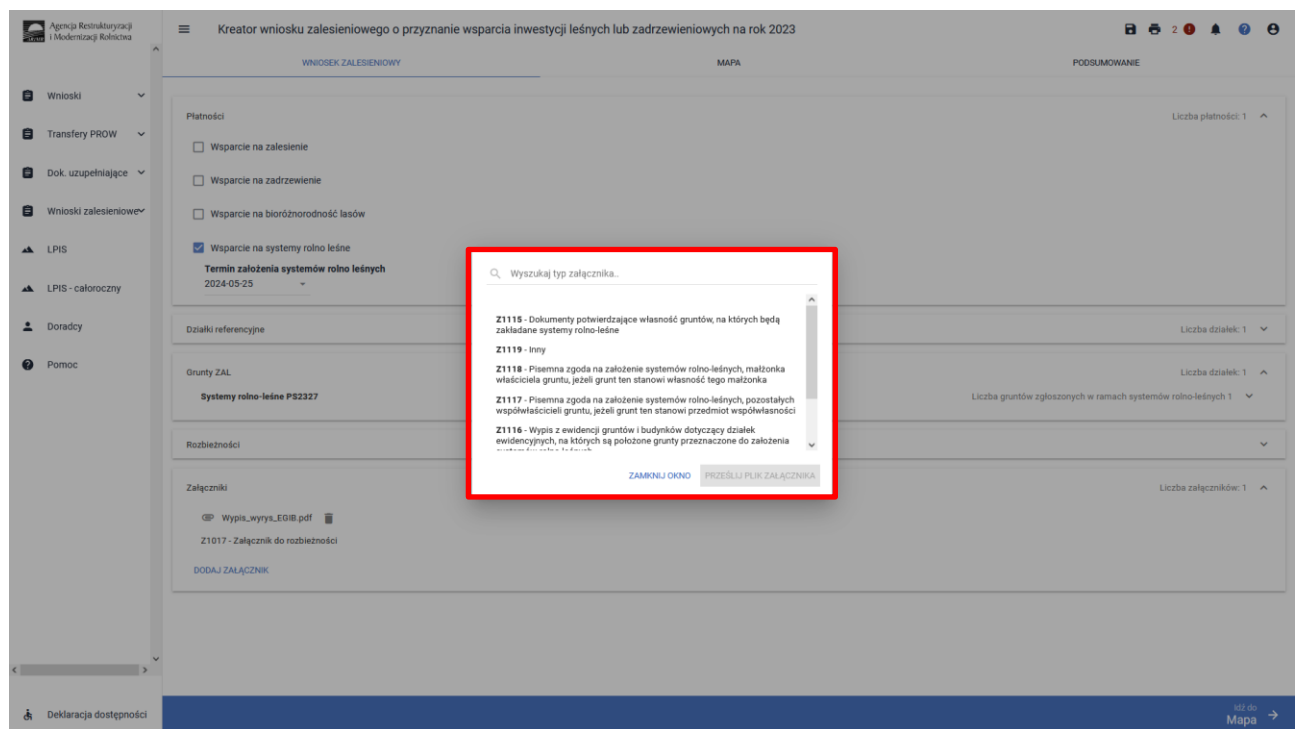 Agencja Restrukturyzacji
i Modernizacji Rolnictwa
Kreator wniosku zalesieniowego o przyznanie wsparcia inwestycji leśnych lub zadrzewieniowych na rok 2023
2
WNIOSEK ZALESIENIOWY
MAPA
PODSUMOWANIE
Wnioski
Transfery PROW
Dok. uzupełniające
Wnioski zalesieniowe
LPIS
LPIS - całoroczny
Doradcy
Pomoc
Deklaracja dostępności
Płatności
Liczba płatności: 1
Wsparcie na zalesienie
Wsparcie na zadrzewienie
Wsparcie na bioróżnorodność lasów
Wsparcie na systemy rolno leśne
Termin założenia systemów rolno leśnych
2024-05-25
Działki referencyjne
Liczba działek: 1
Grunty ZAL
Liczba działek: 1
Systemy rolno-leśne PS2327
Liczba gruntów zgłoszonych w ramach systemów rolno-leśnych 1
Rozbieżności
Załączniki
Liczba załączników: 1
Wypis_wyrys_EGIB.pdf
Z1017 - Załącznik do rozbieżności
DODAJ ZAŁĄCZNIK
Wyszukaj typ załącznika..
Z1115 - Dokumenty potwierdzające własność gruntów, na których będą
zakładane systemy rolno-leśne
Z1119 - Inny
Z1118 - Pisemna zgoda na założenie systemów rolno-leśnych, małżonka
właściciela gruntu, jeżeli grunt ten stanowi własność tego małżonka
Z1117 - Pisemna zgoda na założenie systemów rolno-leśnych, pozostałych
współwłaścicieli gruntu, jeżeli grunt ten stanowi przedmiot współwłasności
Z1116 - Wypis z ewidencji gruntów i budynków dotyczący działek
ewidencyjnych, na których są położone grunty przeznaczone do założenia
ZAMKNIJ OKNO
PRZEŚLIJ PLIK ZAŁĄCZNIKA
Idź do
Mapa